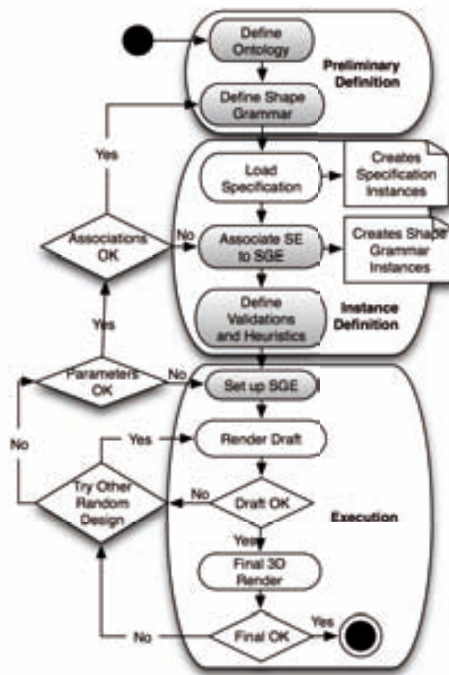 Define
Ontology
Preliminary
Definition
Define Shape
Grammar
Yes
Load
Specification
Creates
Specification
Instances
Associations
OK
No
Associate SE
to SGE
Creates Shape
Grammar
Instances
Define
Validations
and Heuristics
Instance
Definition
Yes
Parameters
OK
No
Set up SGE
No
Yes
Render Draft
Try Other
Random
Design
No
Draft OK
Execution
Yes
Final 3D
Render
No
Final OK
Yes